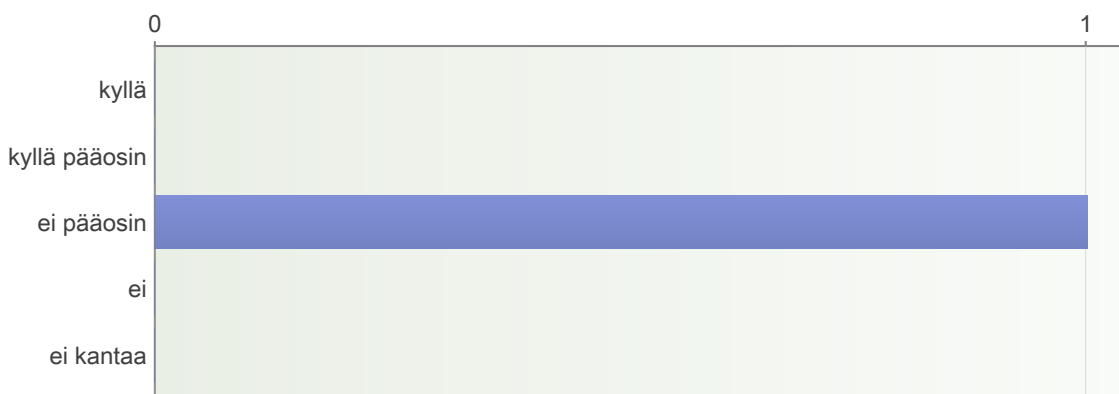 0 1
kyllä
kyllä pääosin
ei pääosin
ei
ei kantaa